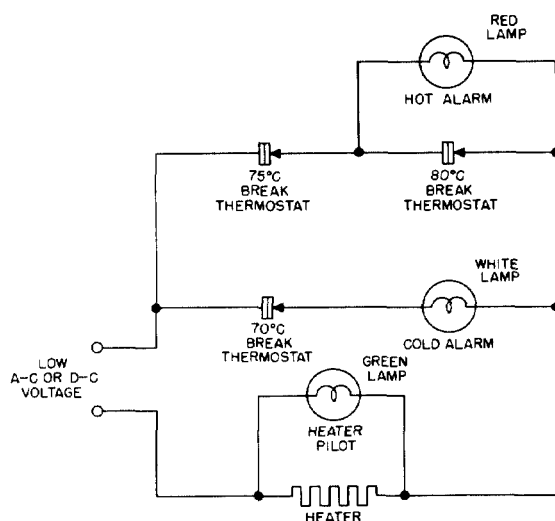 RED
LAMP
HOT ALARM
75°C
BREAK
THERMOSTAT
80°C
BREAK
THERMOSTAT
WHITE
LAMP
70°C
BREAK
THERMOSTAT
COLD ALARM
LOW
A-C OR D-C
VOLTAGE
GREEN
LAMP
HEATER
PILOT
HEATER